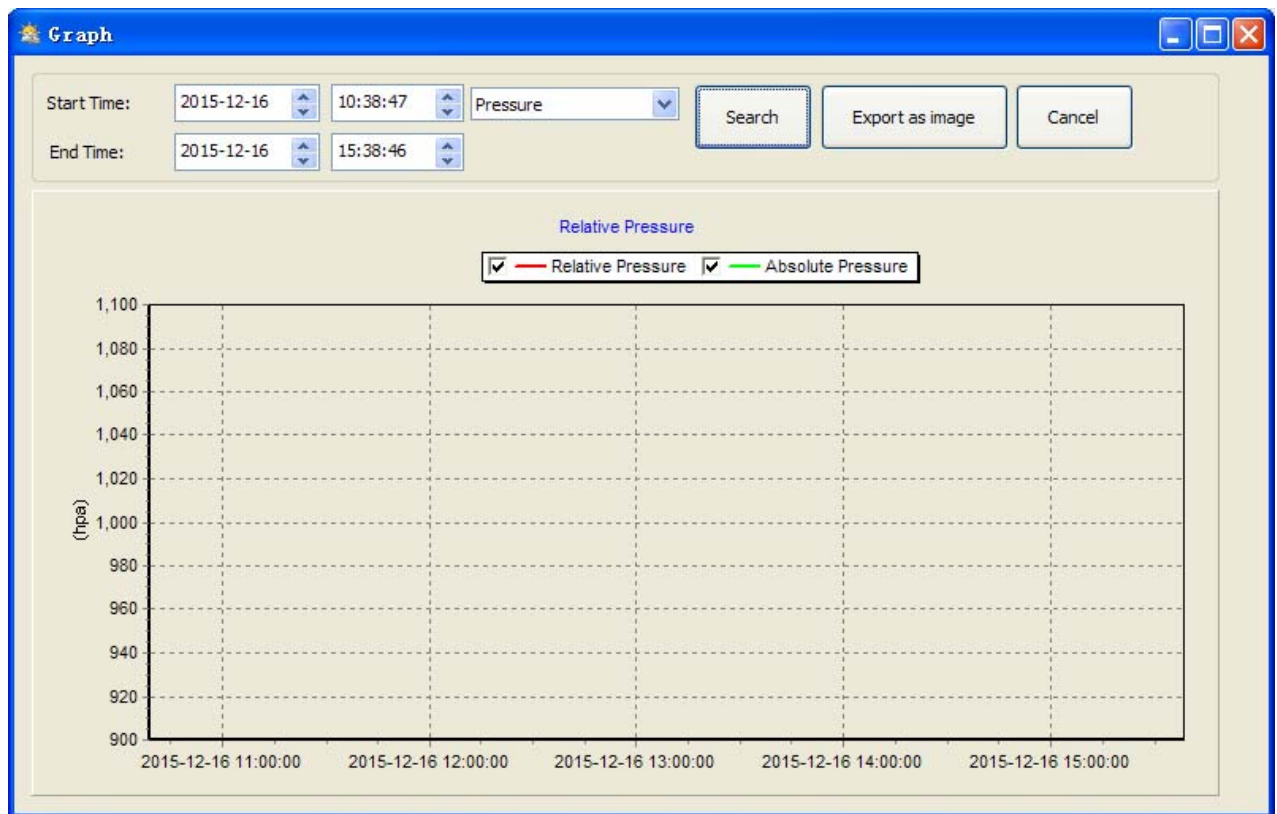 Graph
Start Time: 2015-12-16 10:38:47 Pressure Search Export as image Cancel
End Time: 2015-12-16 15:38:46
Relative Pressure
Relative Pressure Absolute Pressure
1,100
1,080
1,060
1,040
1,020
(hpa)
1,000
980
960
940
920
900
2015-12-16 11:00:00 2015-12-16 12:00:00 2015-12-16 13:00:00 2015-12-16 14:00:00 2015-12-16 15:00:00